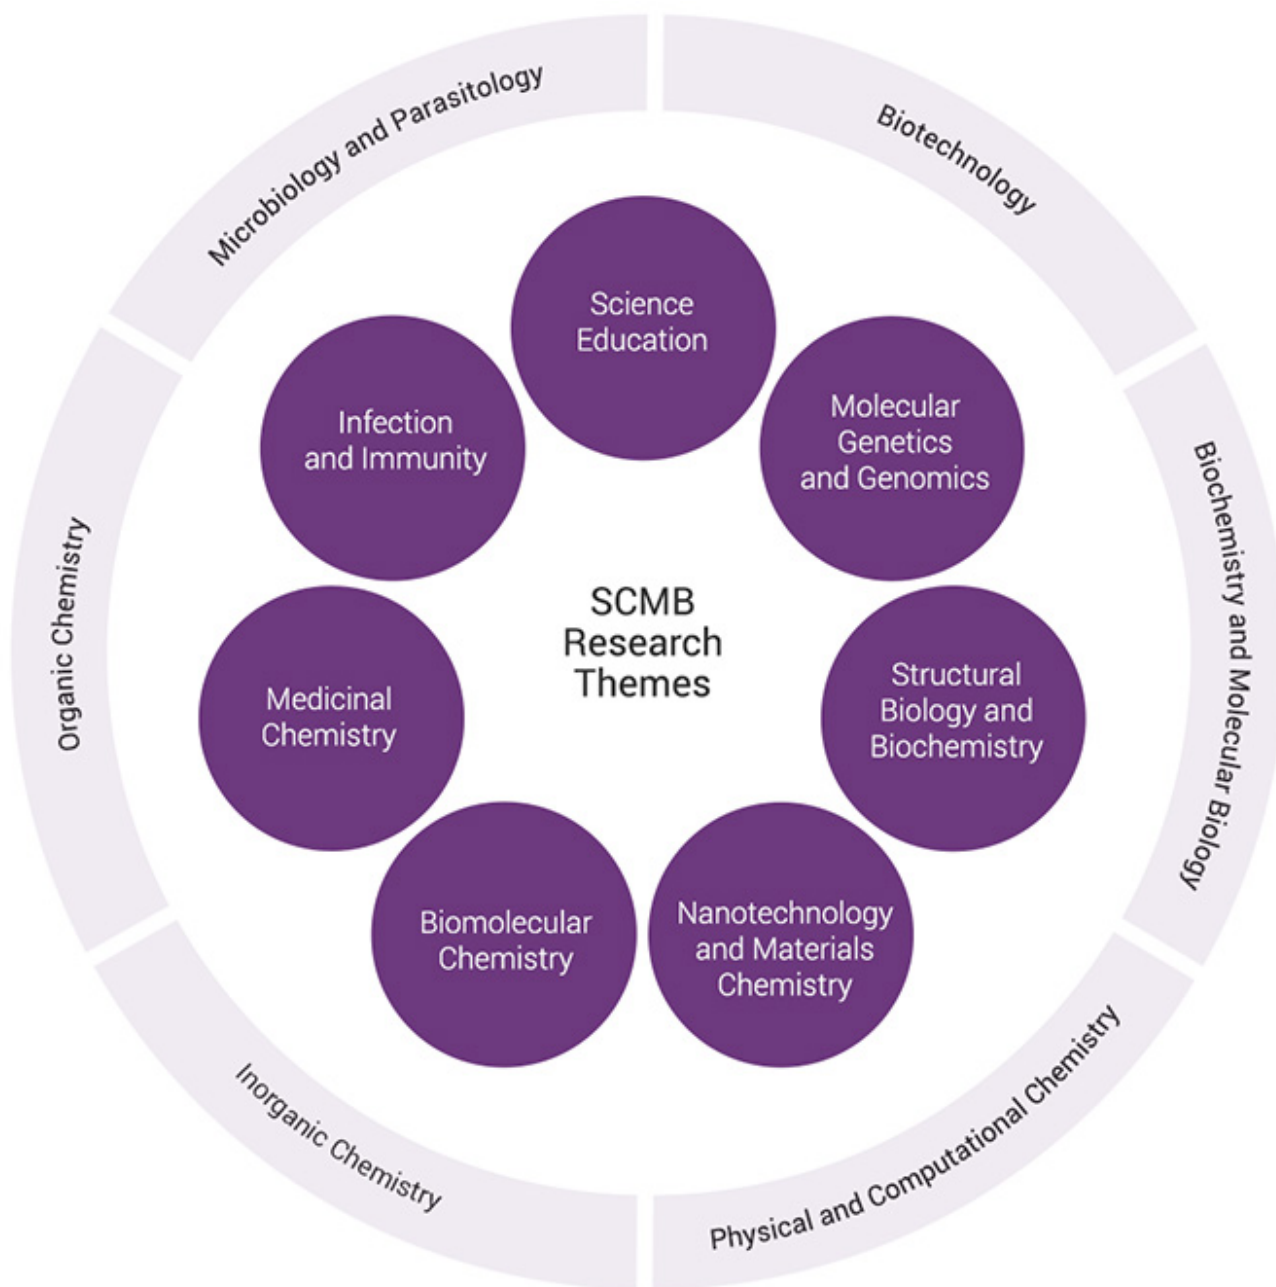 Microbiology and Parasitology
Biotechnology
Biochemistry and Molecular Biology
Physical and Computational Chemistry
Inorganic Chemistry
Organic Chemistry
Science
Education
Molecular
Genetics
and Genomics
Structural
Biology and
Biochemistry
Nanotechnology
and Materials
Chemistry
Biomolecular
Chemistry
Medicinal
Chemistry
Infection
and Immunity
SCMB
Research
Themes